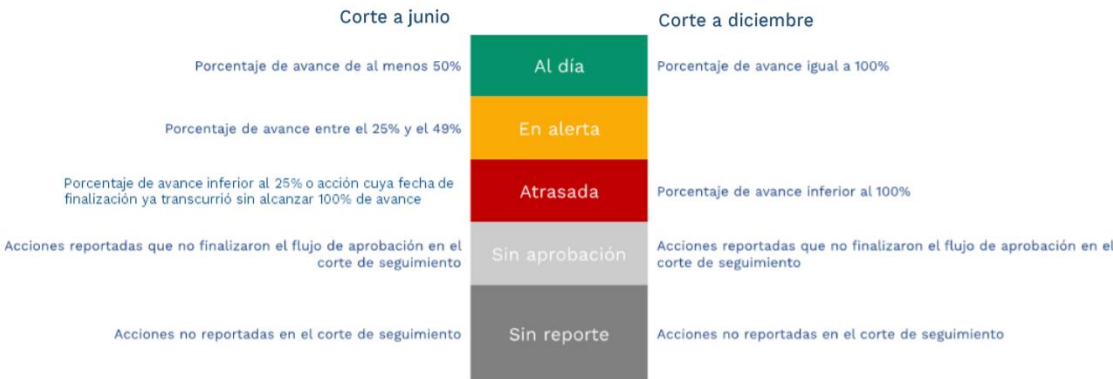 Corte a junio
Corte a diciembre
Porcentaje de avance de al menos 50%
Al día
Porcentaje de avance igual a 100%
Porcentaje de avance entre el 25% y el 49%
En alerta
Porcentaje de avance inferior al 25% o acción cuya fecha de
finalización ya transcurrió sin alcanzar 100% de avance
Atrasada
Porcentaje de avance inferior al 100%
Acciones reportadas que no finalizaron el flujo de aprobación en el
corte de seguimiento
Sin aprobación
Acciones reportadas que no finalizaron el flujo de aprobación en el
corte de seguimiento
Acciones no reportadas en el corte de seguimiento
Sin reporte
Acciones no reportadas en el corte de seguimiento